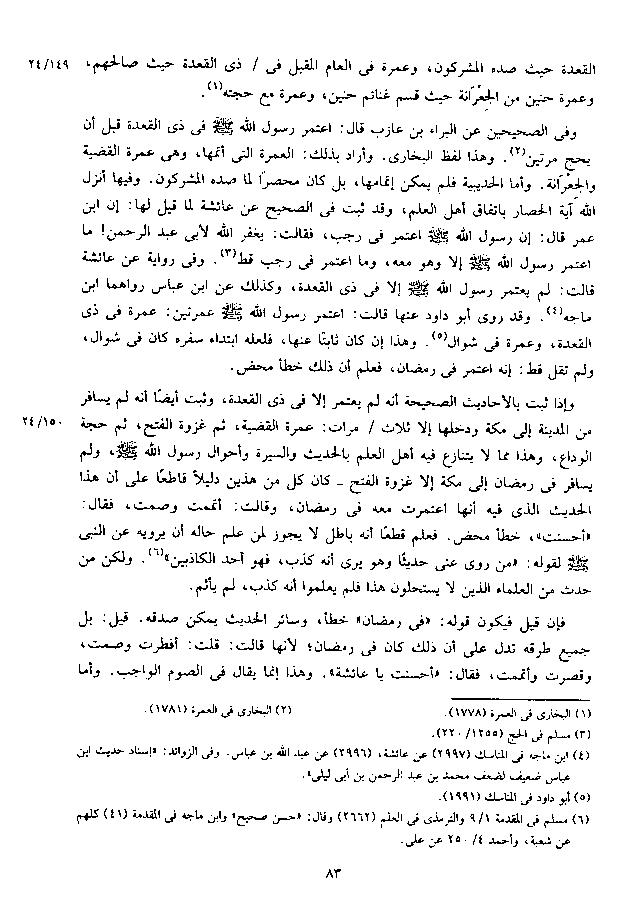 القعدة حيث صده المشركون، وعمرة فى العام المقبل فى / ذى القعدة حيث صالحهم، ٢٤/١٤٩
وعمرة حنين من الجِعْرَانة حيث قسم غنائم حنين، وعمرة مع حجته(١).
وفى الصحيحين عن البراء بن عازب قال: اعتمر رسول الله ﷺ فى ذى القعدة قبل أن
يحج مرتين(٢). وهذا لفظ البخارى. وأراد بذلك: العمرة التى أتمها، وهى عمرة القضية
والجِعْرَانة. وأما الحديبية فلم يمكن إتمامها، بل كان محصرًا لما صده المشركون. وفيها أنزل
الله آية الحصار باتفاق أهل العلم، وقد ثبت فى الصحيح عن عائشة لما قيل لها: إن ابن
عمر قال: إن رسول الله ﷺ اعتمر فى رجب، فقالت: يغفر الله لأبى عبد الرحمن! ما
اعتمر رسول الله ﷺ إلا وهو معه، وما اعتمر فى رجب قط(٣). وفى رواية عن عائشة
قالت: لم يعتمر رسول الله ﷺ إلا فى ذى القعدة، وكذلك عن ابن عباس رواهما ابن
ماجه(٤). وقد روى أبو داود عنها قالت: اعتمر رسول الله ﷺ عمرتين: عمرة فى ذى
القعدة، وعمرة فى شوال(٥). وهذا إن كان ثابتًا عنها، فلعله ابتداء سفره كان فى شوال،
ولم تقل قط: إنه اعتمر فى رمضان، فعلم أن ذلك خطأ محض.
وإذا ثبت بالأحاديث الصحيحة أنه لم يعتمر إلا فى ذى القعدة، وثبت أيضًا أنه لم يسافر
من المدينة إلى مكة ودخلها إلا ثلاث / مرات: عمرة القضية، ثم غزوة الفتح، ثم حجة ٢٤/١٥٠
الوداع، وهذا مما لا يتنازع فيه أهل العلم بالحديث والسيرة وأحوال رسول الله ﷺ، ولم
يسافر فى رمضان إلى مكة إلا غزوة الفتح ـ كان كل من هذين دليلاً قاطعًا على أن هذا
الحديث الذى فيه أنها اعتمرت معه فى رمضان، وقالت: أتممت وصمت، فقال:
«أحسنت»، خطأ محض. فعلم قطعًا أنه باطل لا يجوز لمن علم حاله أن يرويه عن النبى
ﷺ لقوله: «من روى عنى حديثًا وهو يرى أنه كذب، فهو أحد الكاذبين»(٦). ولكن من
حدث من العلماء الذين لا يستحلون هذا فلم يعلموا أنه كذب، لم يأثم.
فإن قيل فيكون قوله: «فى رمضان» خطأ، وسائر الحديث يمكن صدقه. قيل: بل
جميع طرقه تدل على أن ذلك كان فى رمضان؛ لأنها قالت: قلت: أفطرت وصمت،
وقصرت وأتممت، فقال: «أحسنت يا عائشة». وهذا إنما يقال فى الصوم الواجب. وأما
(١) البخارى فى العمرة (١٧٧٨). (٢) البخارى فى العمرة (١٧٨١).
(٣) مسلم فى الحج (١٢٥٥/ ٢٢٠).
(٤) ابن ماجه فى المناسك (٢٩٩٧) عن عائشة، (٢٩٩٦) عن عبد الله بن عباس. وفى الزوائد: «إسناد حديث ابن
عباس ضعيف لضعف محمد بن عبد الرحمن بن أبى ليلى».
(٥) أبو داود فى المناسك (١٩٩١).
(٦) مسلم فى المقدمة ١/ ٩ والترمذى فى العلم (٢٦٦٢) وقال: «حسن صحيح» وابن ماجه فى المقدمة (٤١) كلهم
عن شعبة، وأحمد ٤/ ٢٥٠ عن على.
٨٣